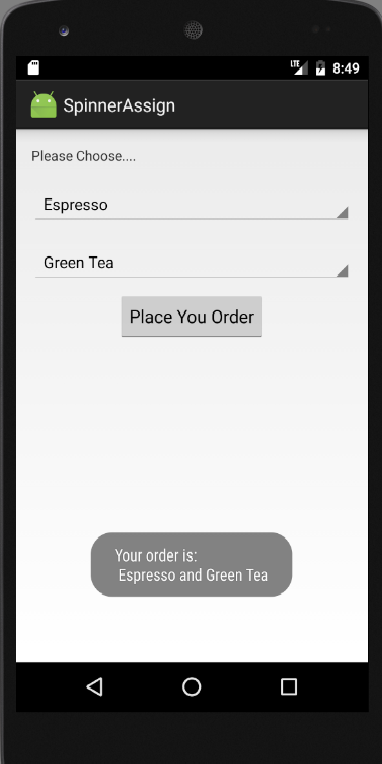 LTE 8:49
SpinnerAssign
Please Choose....
Espresso
Green Tea
Place You Order
Your order is:
Espresso and Green Tea